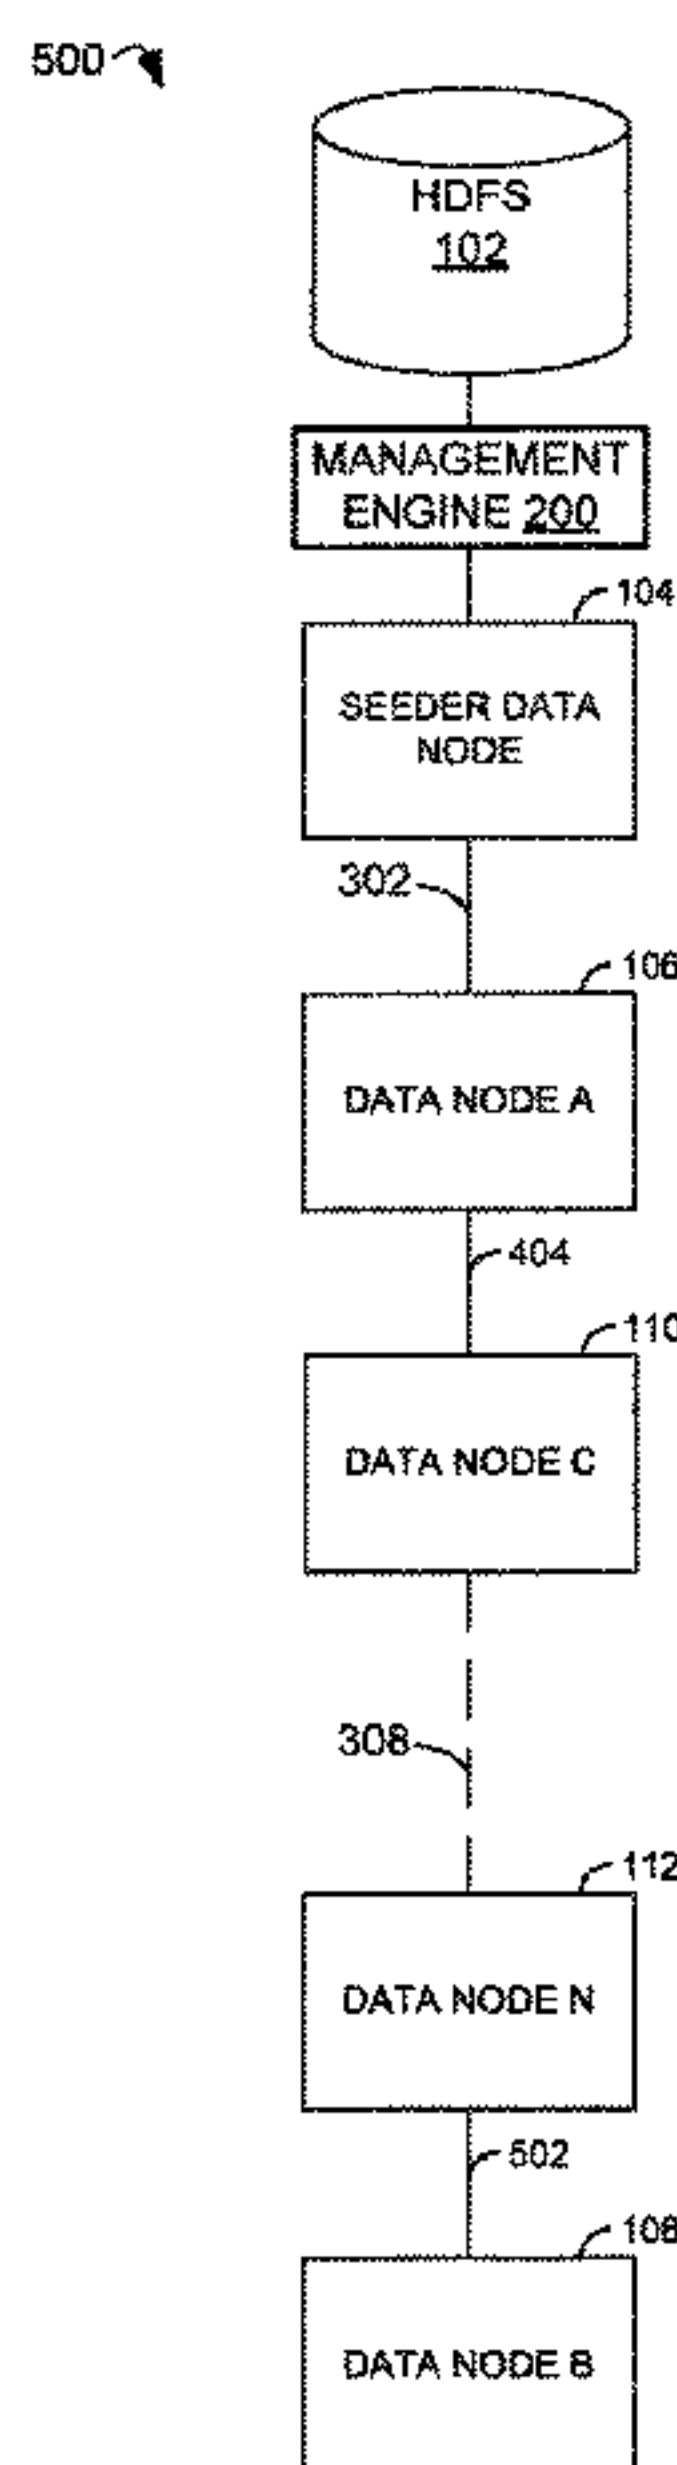 500
HDFS
102
MANAGEMENT
ENGINE 200
104
SEEDER DATA
NODE
302
106
DATA NODE A
404
110
DATA NODE C
308
112
DATA NODE N
502
108
DATA NODE B